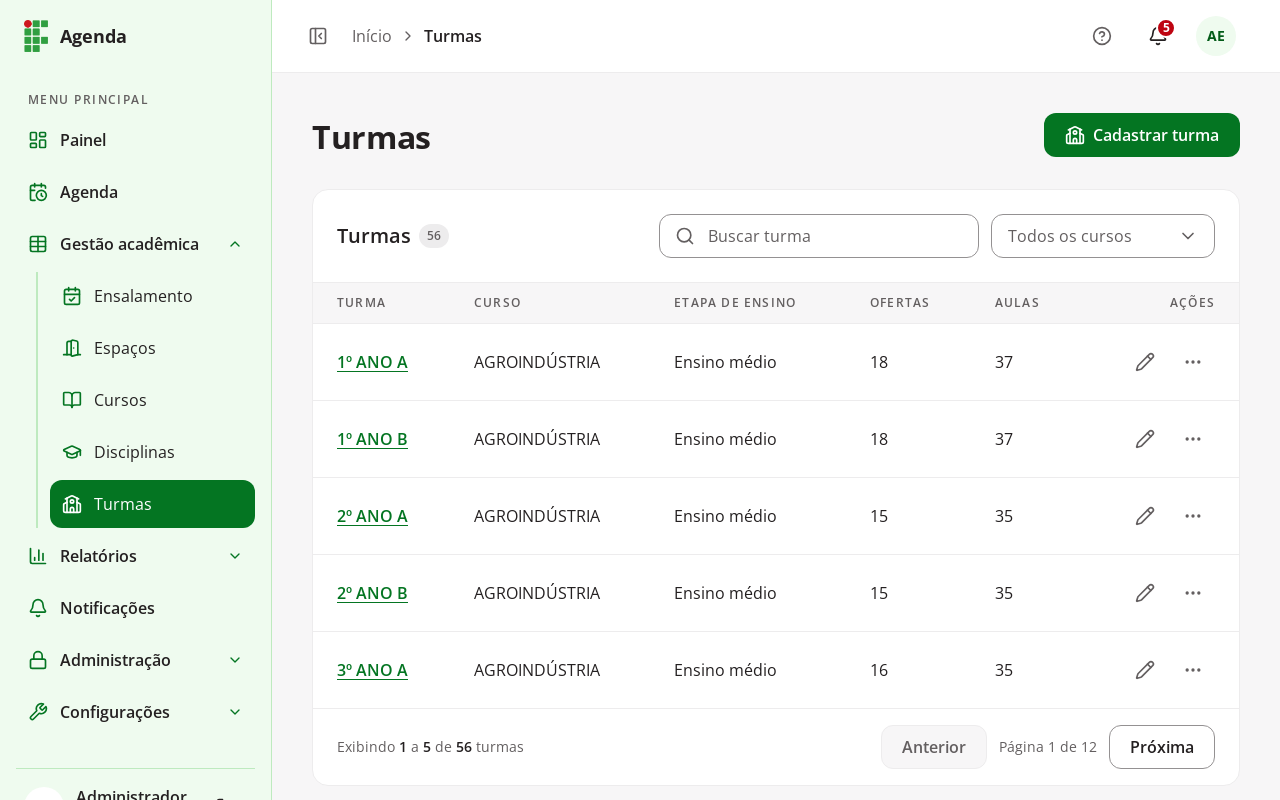 Agenda
Início > Turmas
5
AE
MENU PRINCIPAL
Painel
Agenda
Gestão acadêmica
Ensalamento
Espaços
Cursos
Disciplinas
Turmas
Relatórios
Notificações
Administração
Configurações
Administrador
Turmas
Cadastrar turma
Turmas 56
Buscar turma
Todos os cursos
TURMA CURSO ETAPA DE ENSINO OFERTAS AULAS AÇÕES
1º ANO A AGROINDÚSTRIA Ensino médio 18 37
1º ANO B AGROINDÚSTRIA Ensino médio 18 37
2º ANO A AGROINDÚSTRIA Ensino médio 15 35
2º ANO B AGROINDÚSTRIA Ensino médio 15 35
3º ANO A AGROINDÚSTRIA Ensino médio 16 35
Exibindo 1 a 5 de 56 turmas
Anterior
Página 1 de 12
Próxima